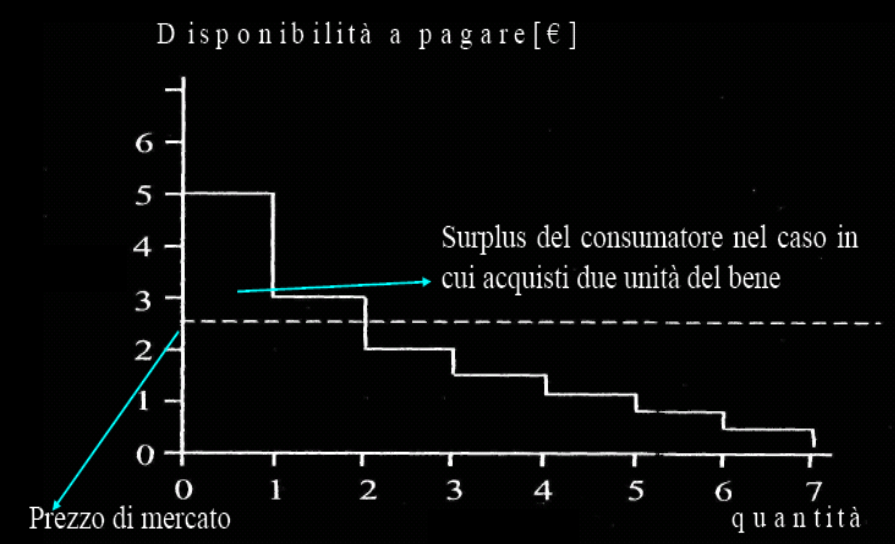 Disponibilità a pagare[€]
6
5
4
3
2
1
0
Surplus del consumatore nel caso in
cui acquisti due unità del bene
0 1 2 3 4 5 6 7
Prezzo di mercato
quantità